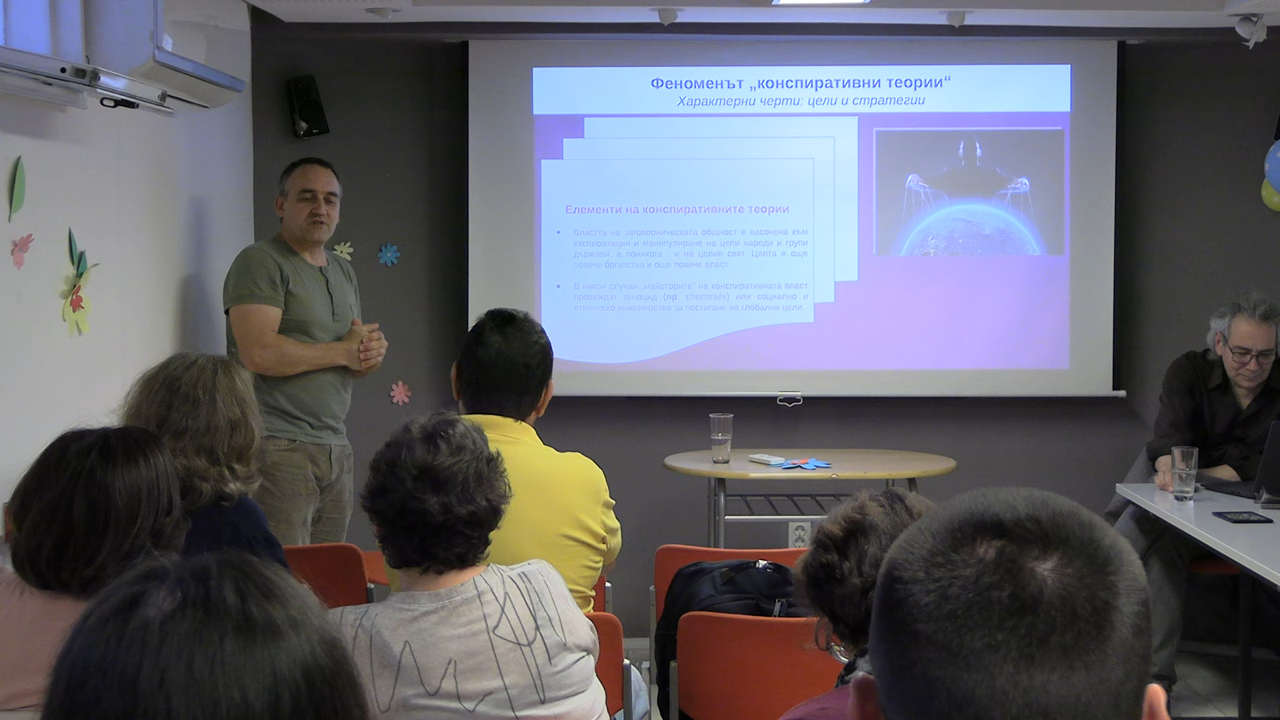 Феноменът „конспиративни теории“
Характерни черти: цели и стратегии
Елементи на конспиративните теории
• Властта на заговорническата общност е насочена към
експлоатация и манипулиране на цели народи и групи
държави, а понякога - и на целия свят. Целта е още
повече богатства и още повече власт.
• В някои случаи „майсторите“ на конспиративната власт
провеждат геноцид (пр. chemtrails) или социално и
етническо инженерство за постигане на глобални цели.